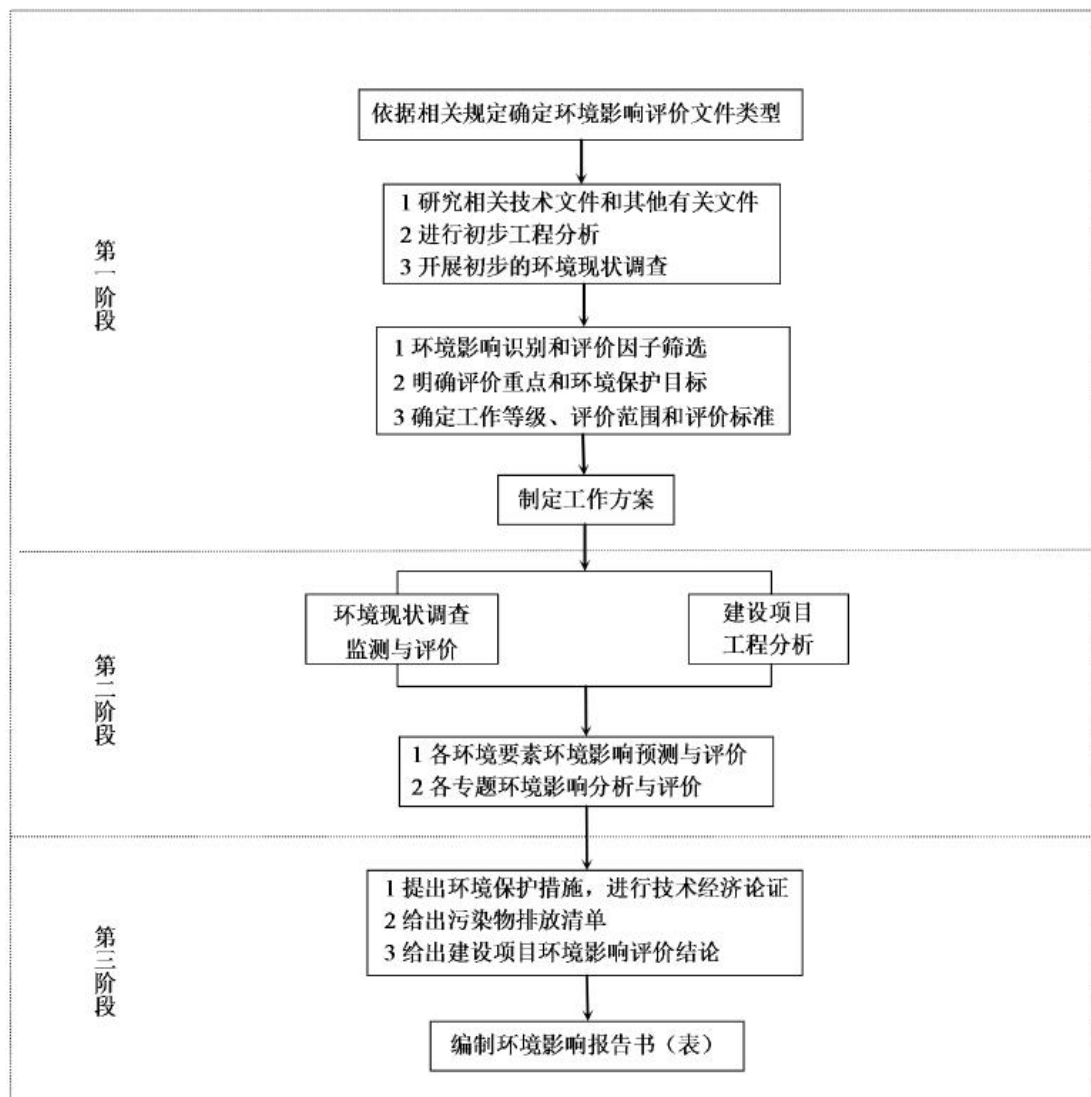 依据相关规定确定环境影响评价文件类型
1 研究相关技术文件和其他有关文件
2 进行初步工程分析
3 开展初步的环境现状调查
第一阶段
1 环境影响识别和评价因子筛选
2 明确评价重点和环境保护目标
3 确定工作等级、评价范围和评价标准
制定工作方案
环境现状调查
监测与评价
建设项目
工程分析
第二阶段
1 各环境要素环境影响预测与评价
2 各专题环境影响分析与评价
1 提出环境保护措施，进行技术经济论证
2 给出污染物排放清单
3 给出建设项目环境影响评价结论
第三阶段
编制环境影响报告书（表）